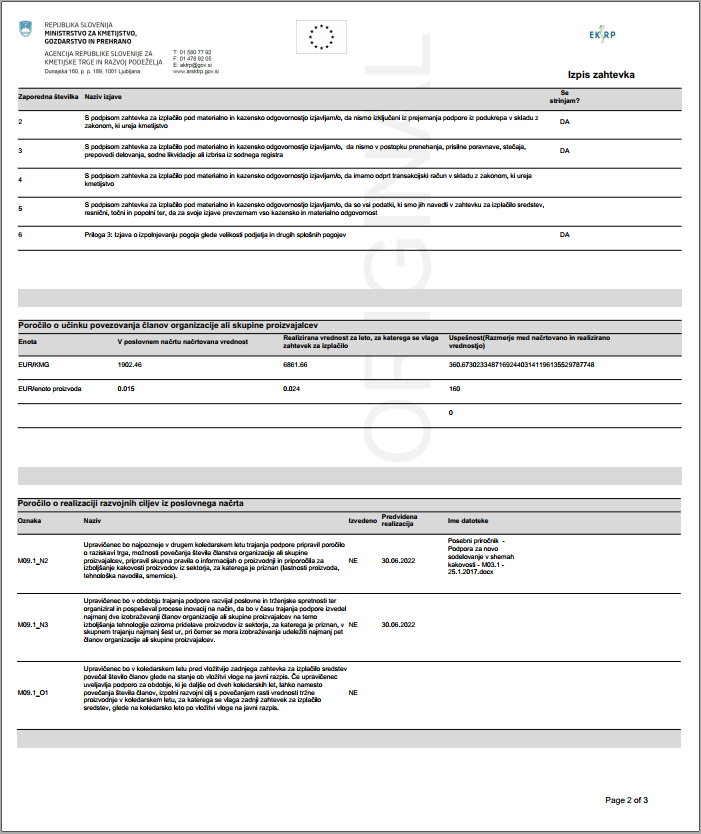 REPUBLIKA SLOVENIJA
MINISTRSTVO ZA KMETIJSTVO,
GOZDARSTVO IN PREHRANO
AGENCIJA REPUBLIKE SLOVENIJE ZA
KMETIJSKE TRGE IN RAZVOJ PODEŽELJA
Dunajska 160, p. p. 189, 1001 Ljubljana
T: 01 580 77 92
F: 01 478 92 05
E: aktrp@gov.si
www.arsktrp.gov.si
EKSRP
Izpis zahtevka
ORIGINAL
Zaporedna številka Naziv izjave Se
strinjam?
2 S podpisom zahtevka za izplačilo pod materialno in kazensko odgovornostjo izjavljam/o, da nismo izključeni iz prejemanja podpore iz podukrepa v skladu z
zakonom, ki ureja kmetijstvo DA
3 S podpisom zahtevka za izplačilo pod materialno in kazensko odgovornostjo izjavljam/o, da nismo v postopku prenehanja, prisilne poravnave, stečaja,
prepovedi delovanja, sodne likvidacije ali izbrisa iz sodnega registra DA
4 S podpisom zahtevka za izplačilo pod materialno in kazensko odgovornostjo izjavljam/o, da imamo odprt transakcijski račun v skladu z zakonom, ki ureja
kmetijstvo
5 S podpisom zahtevka za izplačilo pod materialno in kazensko odgovornostjo izjavljam/o, da so vsi podatki, ki smo jih navedli v zahtevku za izplačilo sredstev,
resnični, točni in popolni ter, da za svoje izjave prevzemam vso kazensko in materialno odgovornost
6 Priloga 3: Izjava o izpolnjevanju pogoja glede velikosti podjetja in drugih splošnih pogojev DA
Poročilo o učinku povezovanja članov organizacije ali skupine proizvajalcev
Enota V poslovnem načrtu načrtovana vrednost Realizirana vrednost za leto, za katerega se vlaga
zahtevek za izplačilo Uspešnost(Razmerje med načrtovano in realizirano
vrednostjo)
EUR/KMG 1902.46 6861.66 360.67302334871692440314119613552978​7748
EUR/enoto proizvoda 0.015 0.024 160
0
Poročilo o realizaciji razvojnih ciljev iz poslovnega načrta
Oznaka Naziv Izvedeno Predvidena
realizacija Ime datoteke
M09.1_N2 Upravičenec bo najpozneje v drugem koledarskem letu trajanja podpore pripravil poročilo
o raziskavi trga, možnosti povečanja števila članstva organizacije ali skupine
proizvajalcev, pripravil skupna pravila o informacijah o proizvodnji in priporočila za
izboljšanje kakovosti proizvodov iz sektorja, za katerega je priznan (lastnosti proizvoda,
tehnološka navodila, smernice). NE 30.06.2022 Posebni priročnik -
Podpora za novo
sodelovanje v shemah
kakovosti - M03.1 -
25.1.2017.docx
M09.1_N3 Upravičenec bo v obdobju trajanja podpore razvijal poslovne in trženjske spretnosti ter
organiziral in pospeševal procese inovacij na način, da bo v času trajanja podpore izvedel
najmanj dve izobraževanji članov organizacije ali skupine proizvajalcev na temo
izboljšanja tehnologije oziroma pridelave proizvodov iz sektorja, za katerega je priznan, v
skupnem trajanju najmanj šest ur, pri čemer se mora izobraževanja udeležiti najmanj pet
članov organizacije ali skupine proizvajalcev. NE 30.06.2022
M09.1_O1 Upravičenec bo v koledarskem letu pred vložitvijo zadnjega zahtevka za izplačilo sredstev
povečal število članov glede na stanje ob vložitvi vloge na javni razpis. Če upravičenec
uveljavlja podporo za obdobje, ki je daljše od dveh koledarskih let, lahko namesto
povečanja števila članov, izpolni razvojni cilj s povečanjem rasti vrednosti tržne
proizvodnje v koledarskem letu, za katerega se vlaga zadnji zahtevek za izplačilo
sredstev, glede na koledarsko leto po vložitvi vloge na javni razpis. NE
Page 2 of 3